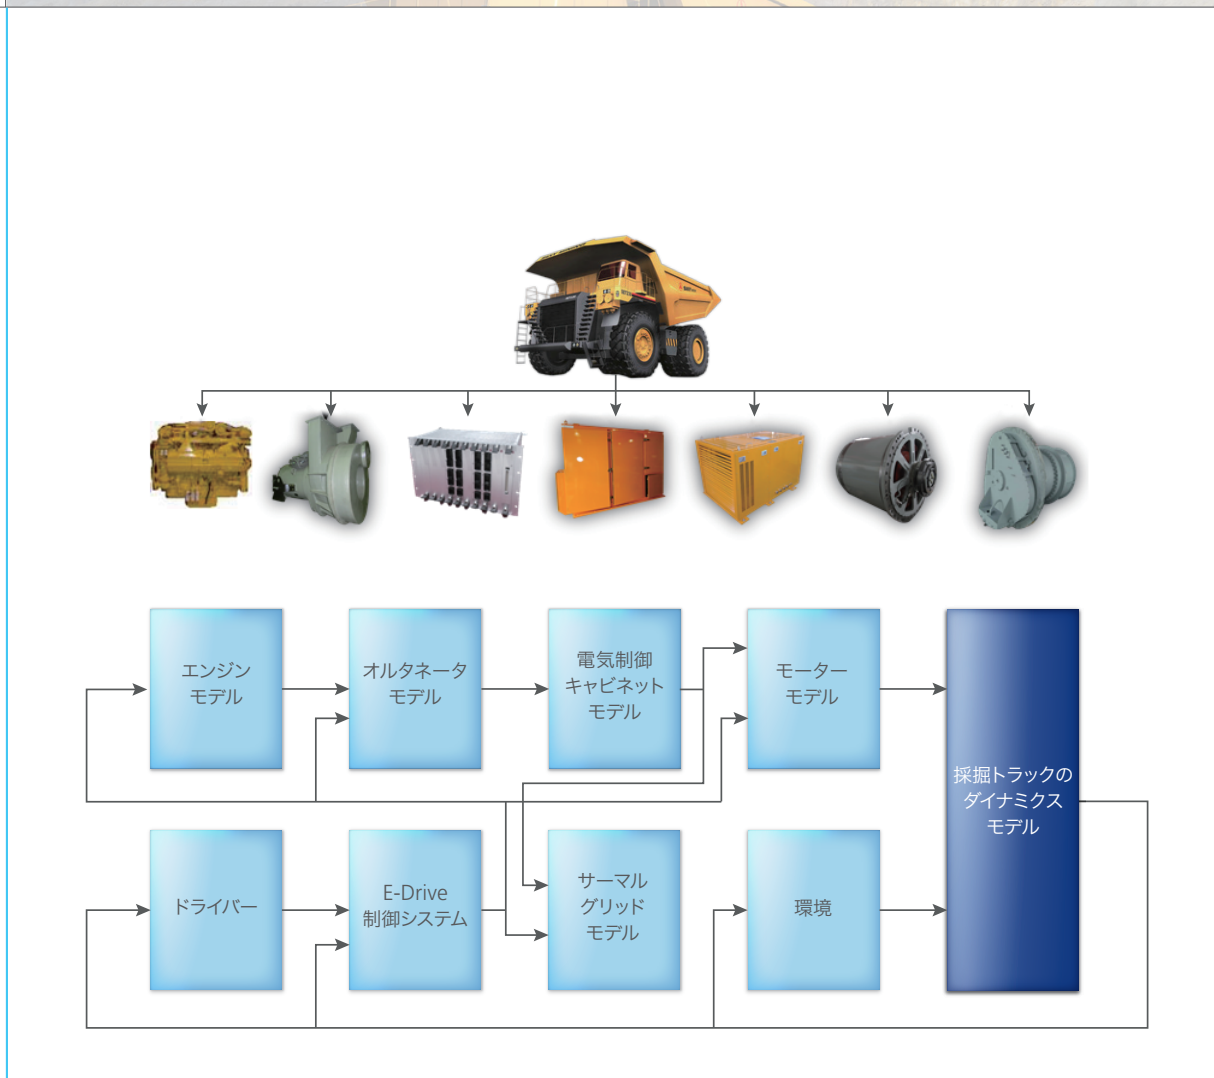 エンジン
モデル
オルタネータ
モデル
電気制御
キャビネット
モデル
モーター
モデル
採掘トラックの
ダイナミクス
モデル
ドライバー
E-Drive
制御システム
サーマル
グリッド
モデル
環境